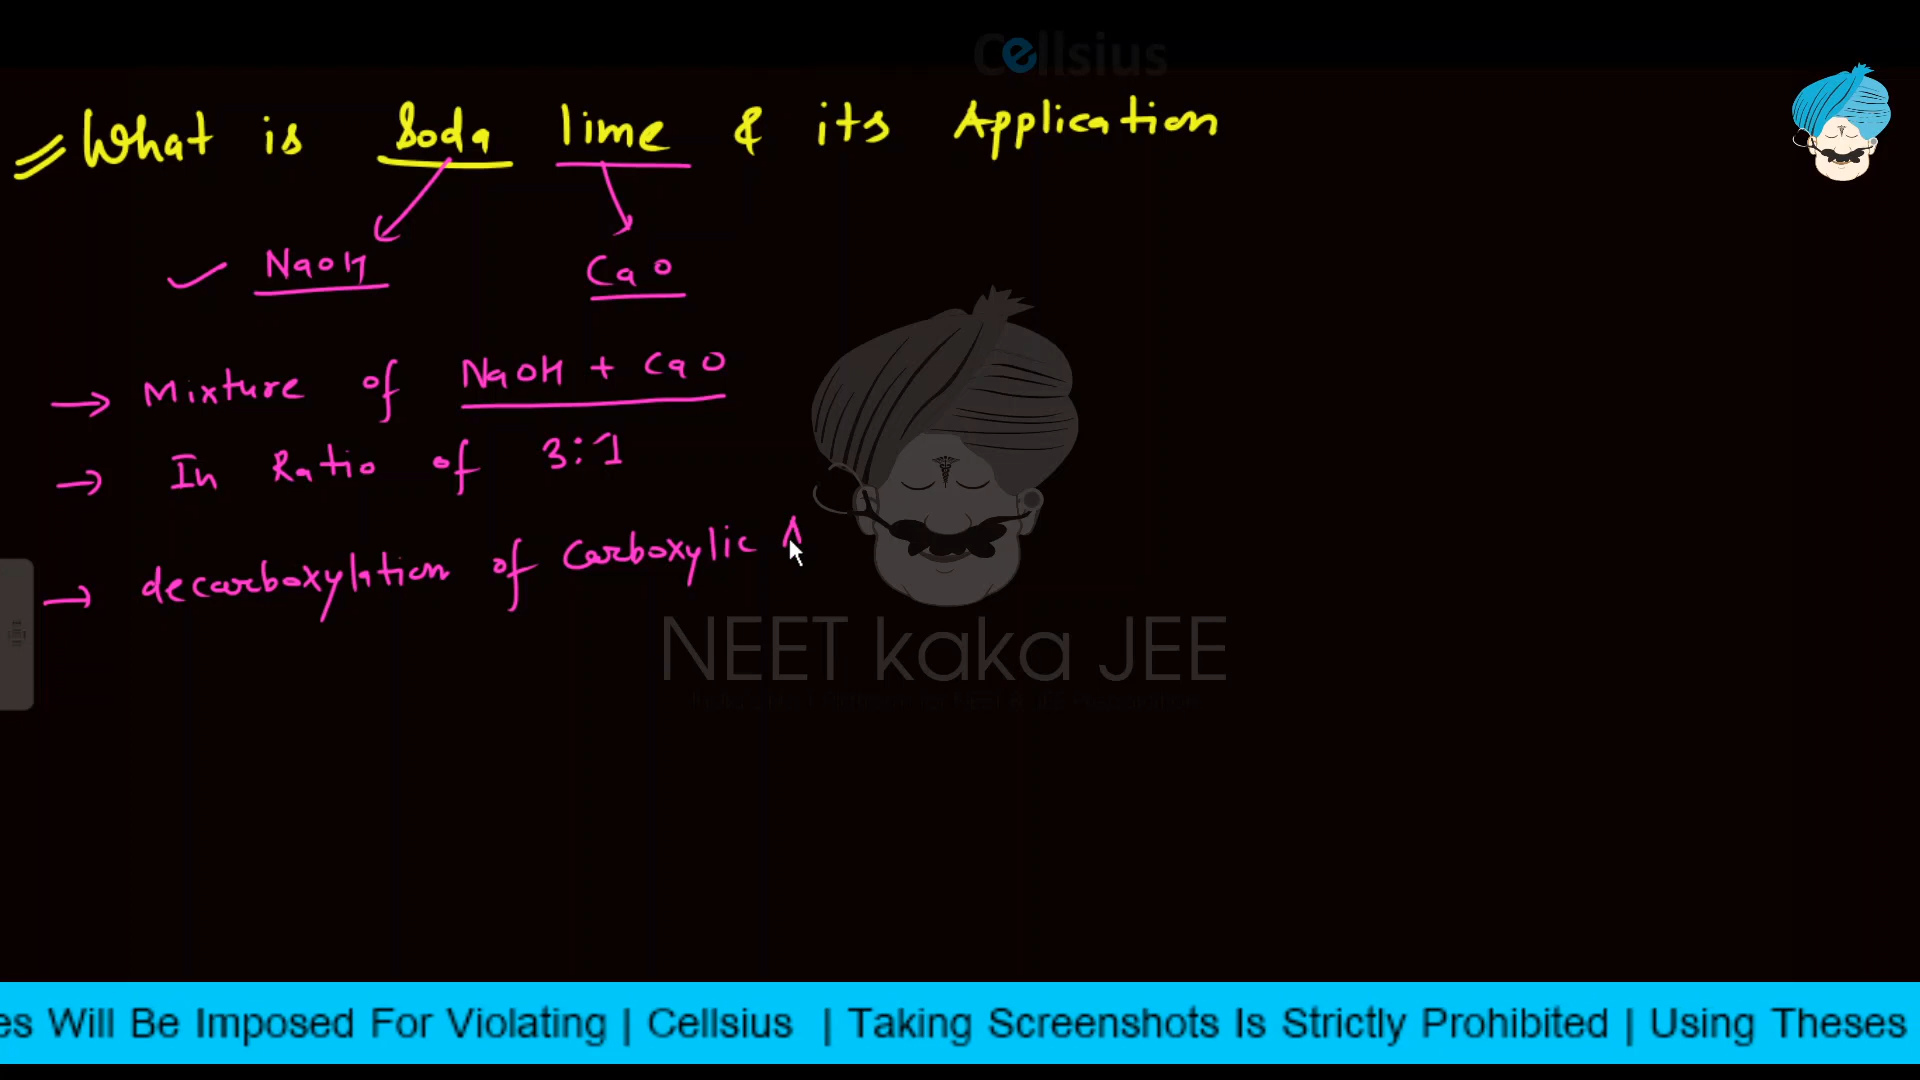 Cellsius
What is Soda lime & its Application
NaOH CaO
→ Mixture of NaOH + CaO
→ In Ratio of 3:1
→ decarboxylation of Carboxylic A
NEET kaka JEE
es Will Be Imposed For Violating | Cellsius | Taking Screenshots Is Strictly Prohibited | Using Theses